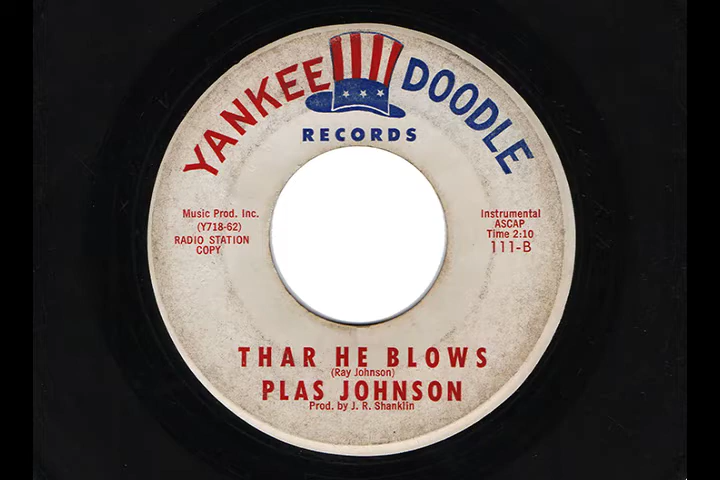 YANKEE DOODLE
RECORDS
Music Prod. Inc.
(Y718-62)
RADIO STATION
COPY
Instrumental
ASCAP
Time 2:10
111-B
THAR HE BLOWS
(Ray Johnson)
PLAS JOHNSON
Prod. by J. R. Shanklin